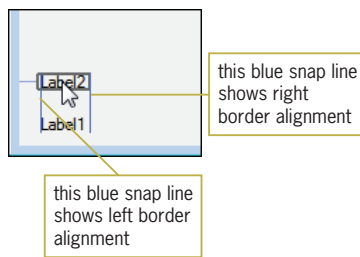 Label2
Label1
this blue snap line
shows right
border alignment
this blue snap line
shows left border
alignment